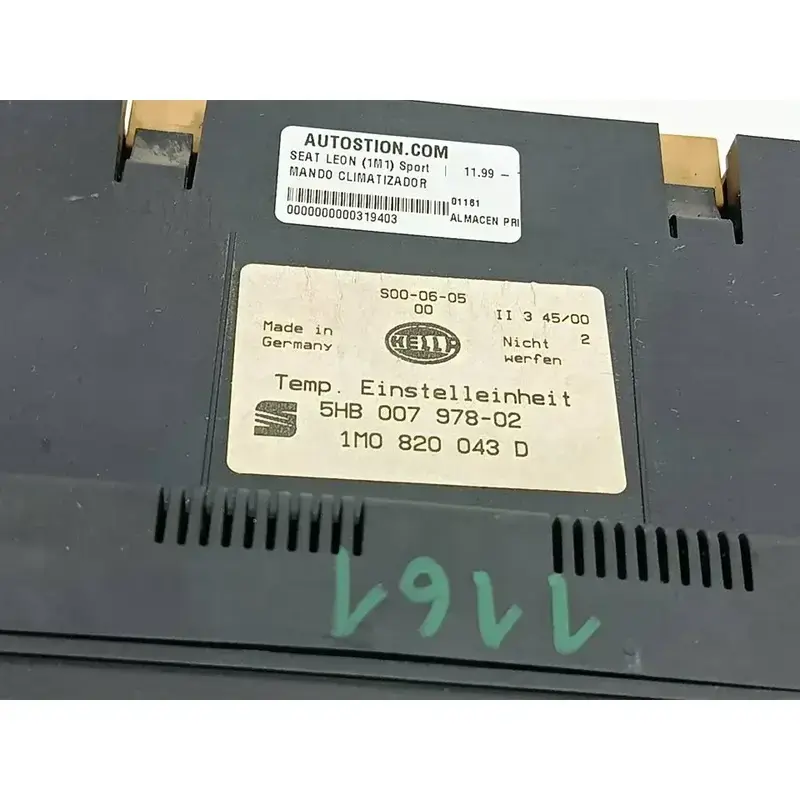 AUTOSTION.COM
SEAT LEON (1M1) Sport | 11.99 -
MANDO CLIMATIZADOR
01161
0000000000319403 ALMACEN PRI
S00-06-05
00 II 3 45/00
2
Made in
Germany
HELLA
Nicht
werfen
Temp. Einstelleinheit
5HB 007 978-02
1M0 820 043 D
1161